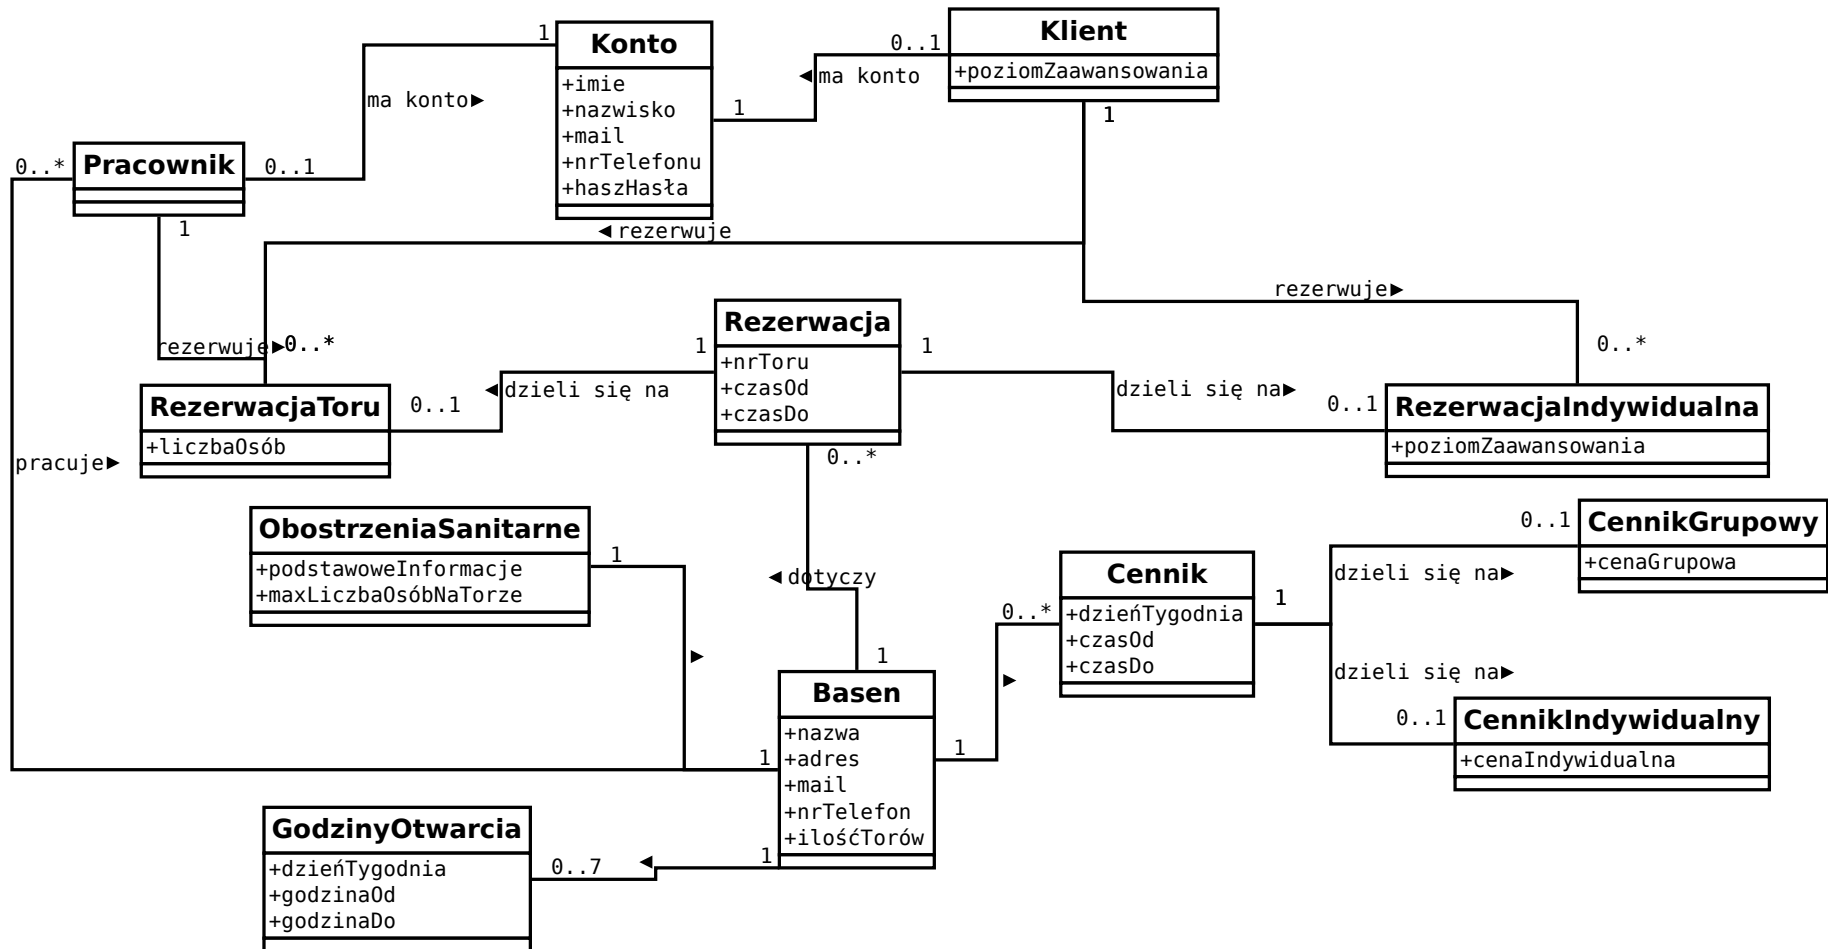 1
Konto
+imie
+nazwisko
+mail
+nrTelefonu
+haszHasła
0..1
Klient
+poziomZaawansowania
◄ma konto
1
1
ma konto►
0..*
Pracownik
0..1
1
◄rezerwuje
rezerwuje►
rezerwuje►
0..*
0..*
Rezerwacja
+nrToru
+czasOd
+czasDo
1
1
◄dzieli się na
dzieli się na►
0..1
RezerwacjaToru
+liczbaOsób
0..1
RezerwacjaIndywidualna
+poziomZaawansowania
pracuje►
0..*
ObostrzeniaSanitarne
+podstawoweInformacje
+maxLiczbaOsóbNaTorze
1
◄dotyczy
►
1
0..*
Cennik
+dzieńTygodnia
+czasOd
+czasDo
1
0..1
CennikGrupowy
+cenaGrupowa
dzieli się na►
dzieli się na►
0..1
CennikIndywidualny
+cenaIndywidualna
►
Basen
+nazwa
+adres
+mail
+nrTelefon
+ilośćTorów
1
1
1
◄
0..7
GodzinyOtwarcia
+dzieńTygodnia
+godzinaOd
+godzinaDo